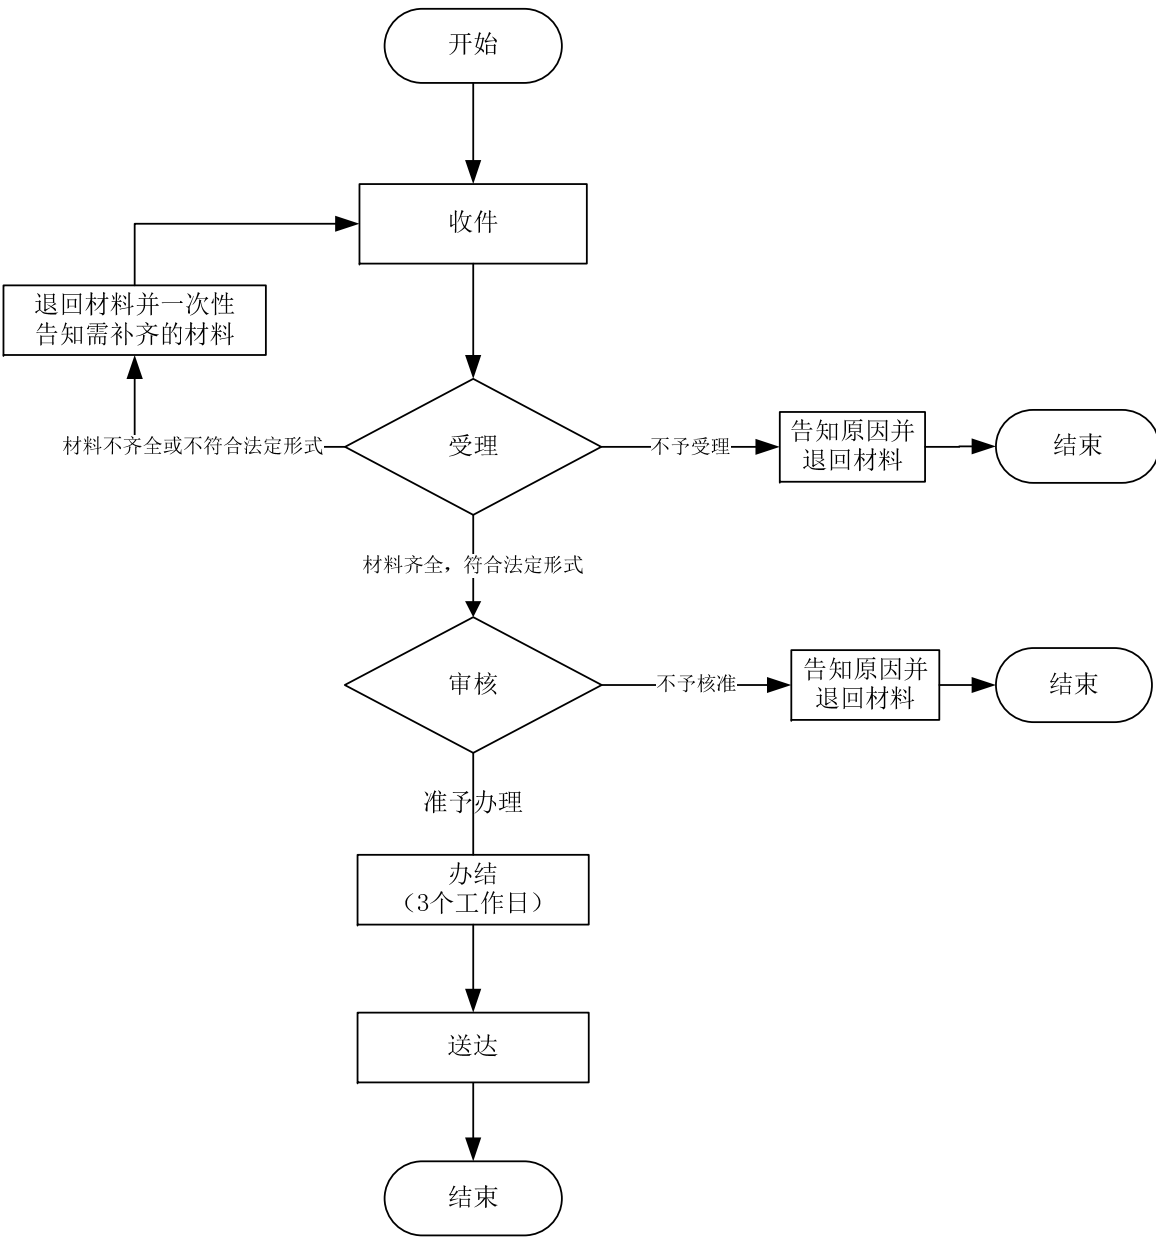 开始
收件
退回材料并一次性
告知需补齐的材料
材料不齐全或不符合法定形式
受理
不予受理
告知原因并
退回材料
结束
材料齐全，符合法定形式
审核
不予核准
告知原因并
退回材料
结束
准予办理
办结
（3个工作日）
送达
结束